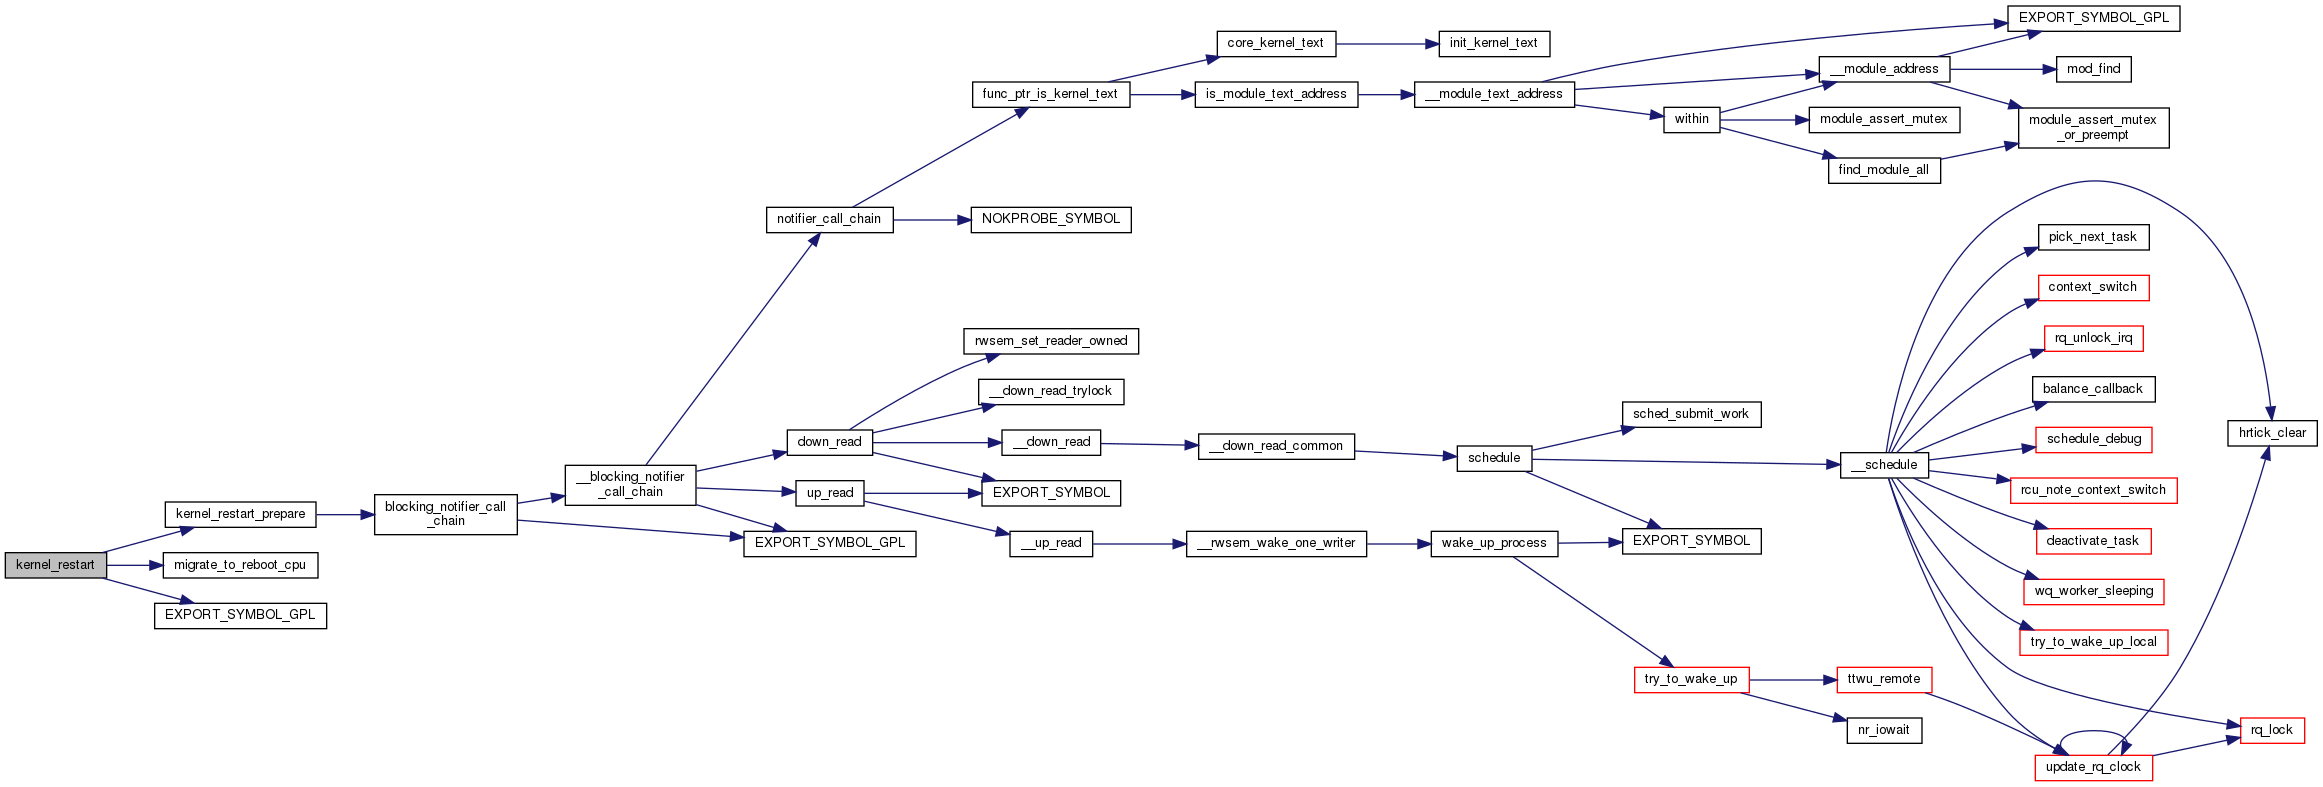 kernel_restart
kernel_restart_prepare
migrate_to_reboot_cpu
EXPORT_SYMBOL_GPL
blocking_notifier_call
_chain
__blocking_notifier
_call_chain
EXPORT_SYMBOL_GPL
notifier_call_chain
down_read
up_read
func_ptr_is_kernel_text
NOKPROBE_SYMBOL
rwsem_set_reader_owned
__down_read_trylock
__down_read
EXPORT_SYMBOL
__up_read
core_kernel_text
is_module_text_address
__down_read_common
__rwsem_wake_one_writer
init_kernel_text
__module_text_address
schedule
wake_up_process
within
sched_submit_work
EXPORT_SYMBOL
try_to_wake_up
__module_address
module_assert_mutex
find_module_all
__schedule
ttwu_remote
nr_iowait
EXPORT_SYMBOL_GPL
mod_find
module_assert_mutex
_or_preempt
pick_next_task
context_switch
rq_unlock_irq
balance_callback
schedule_debug
rcu_note_context_switch
deactivate_task
wq_worker_sleeping
try_to_wake_up_local
update_rq_clock
hrtick_clear
rq_lock